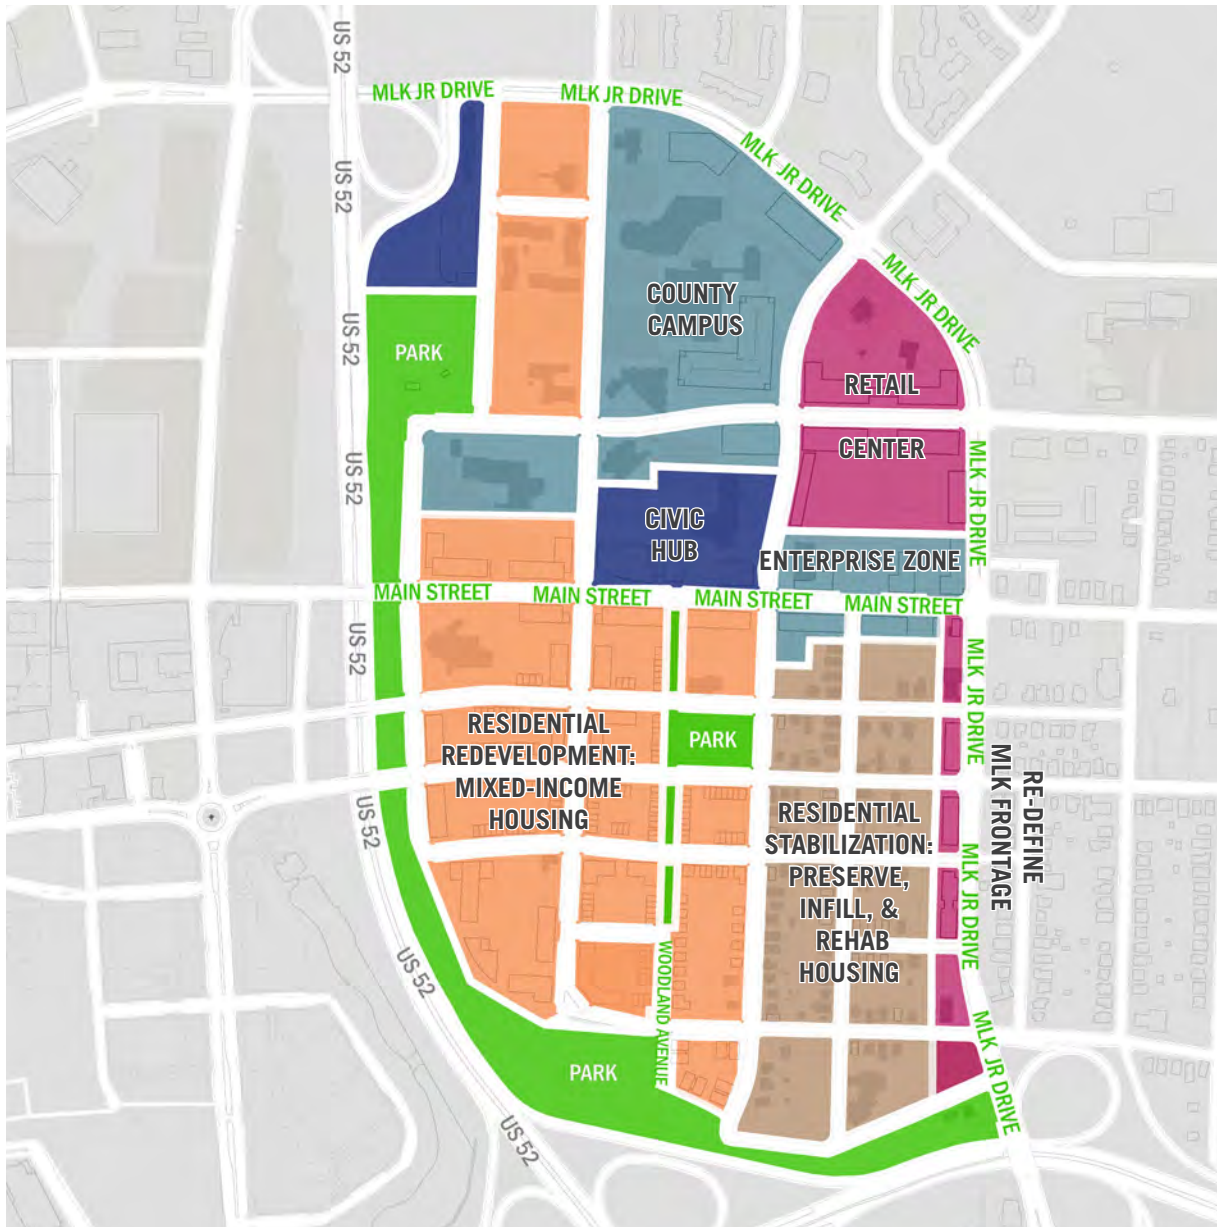 US 52
MLK JR DRIVE
MLK JR DRIVE
MLK JR DRIVE
US 52
MLK JR DRIVE
COUNTY
CAMPUS
US 52
PARK
RETAIL
CENTER
MLK JR DRIVE
US 52
CIVIC
HUB
ENTERPRISE ZONE
MAIN STREET
MAIN STREET
MAIN STREET
MAIN STREET
US 52
MLK JR DRIVE
RESIDENTIAL
REDEVELOPMENT:
MIXED-INCOME
HOUSING
PARK
RE-DEFINE
MLK FRONTAGE
US 52
RESIDENTIAL
STABILIZATION:
PRESERVE,
INFILL, &
REHAB
HOUSING
MLK JR DRIVE
US 52
WOODLAND AVENUE
PARK
MLK JR DRIVE
US 52